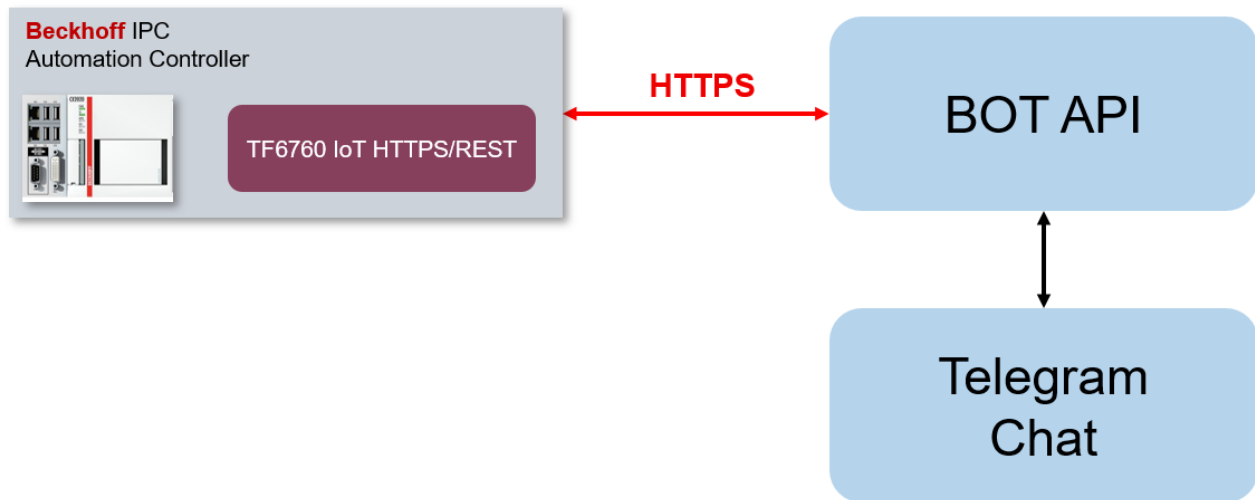 Beckhoff IPC
Automation Controller
TF6760 IoT HTTPS/REST
HTTPS
BOT API
Telegram
Chat